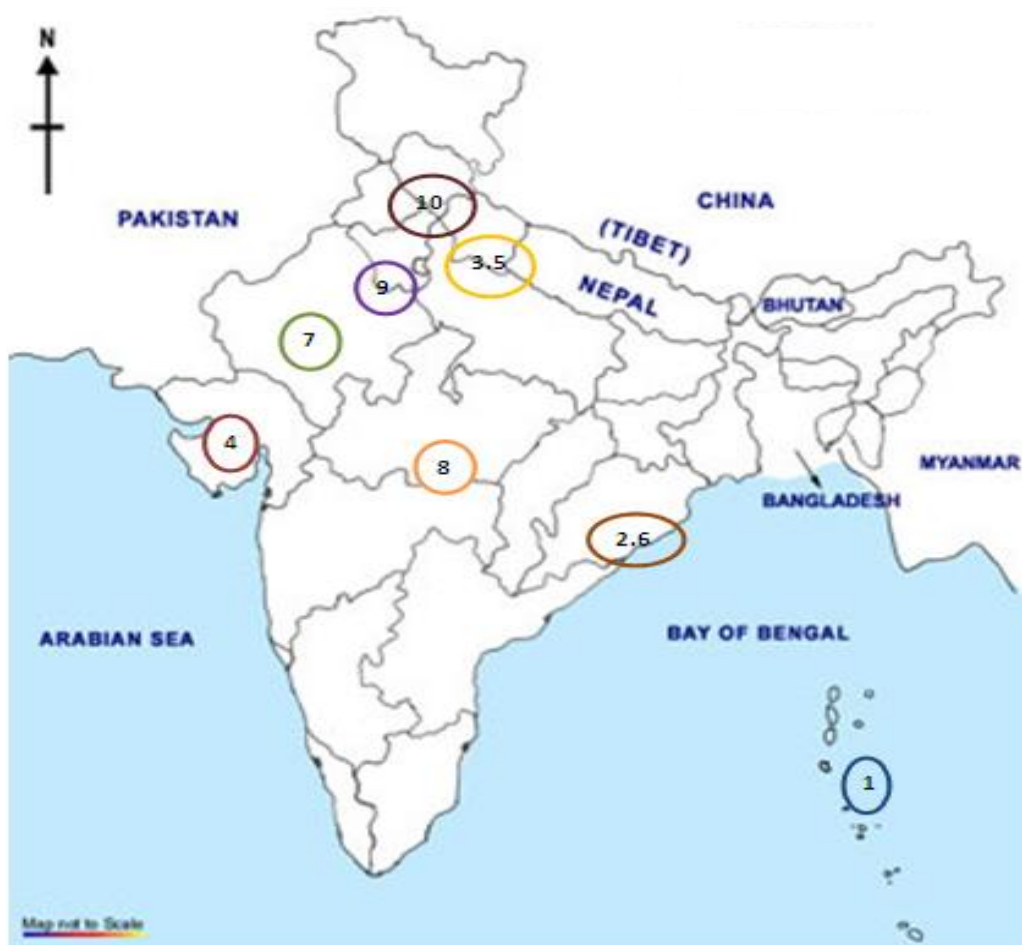 N
10
CHINA
PAKISTAN
(TIBET)
3.5
9
NEPAL
BHUTAN
7
4
8
MYANMAR
BANGLADESH
2.6
ARABIAN SEA
BAY OF BENGAL
1
Map not to Scale